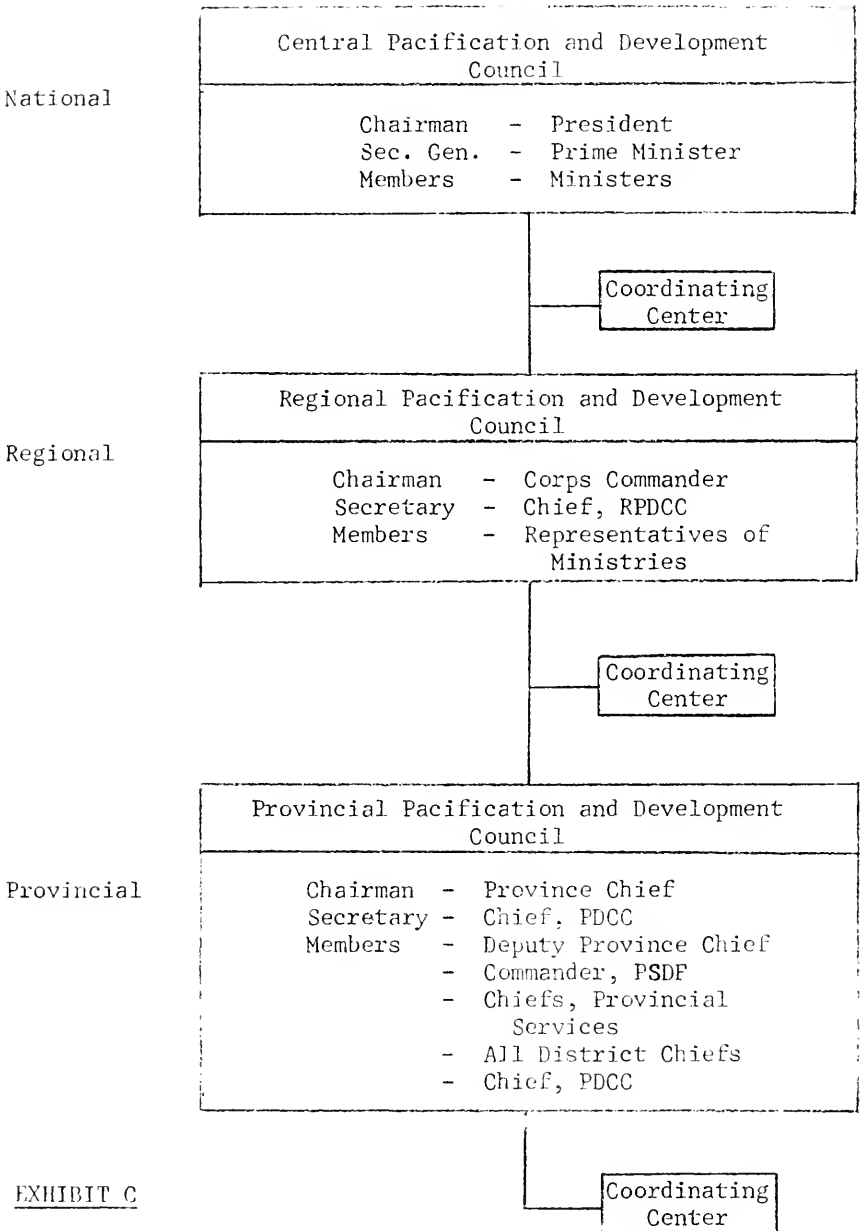 Central Pacification and Development
Council
National
Chairman - President
Sec. Gen. - Prime Minister
Members - Ministers
Coordinating
Center
Regional Pacification and Development
Council
Regional
Chairman - Corps Commander
Secretary - Chief, RPDCC
Members - Representatives of
Ministries
Coordinating
Center
Provincial Pacification and Development
Council
Provincial
Chairman - Province Chief
Secretary - Chief, PDCC
Members - Deputy Province Chief
- Commander, PSDF
- Chiefs, Provincial
Services
- All District Chiefs
- Chief, PDCC
EXHIBIT C
Coordinating
Center